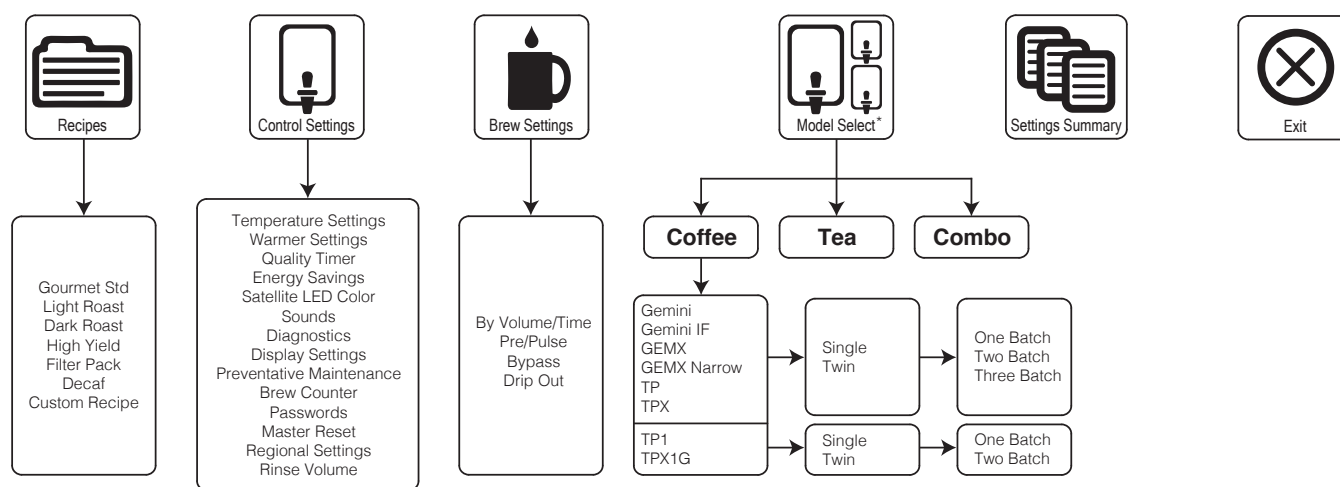 Recipes
Control Settings
Brew Settings
Model Select*
Settings Summary
Exit
Gourmet Std
Light Roast
Dark Roast
High Yield
Filter Pack
Decaf
Custom Recipe
Temperature Settings
Warmer Settings
Quality Timer
Energy Savings
Satellite LED Color
Sounds
Diagnostics
Display Settings
Preventative Maintenance
Brew Counter
Passwords
Master Reset
Regional Settings
Rinse Volume
By Volume/Time
Pre/Pulse
Bypass
Drip Out
Coffee
Tea
Combo
Gemini
Gemini IF
GEMX
GEMX Narrow
TP
TPX
Single
Twin
One Batch
Two Batch
Three Batch
TP1
TPX1G
Single
Twin
One Batch
Two Batch